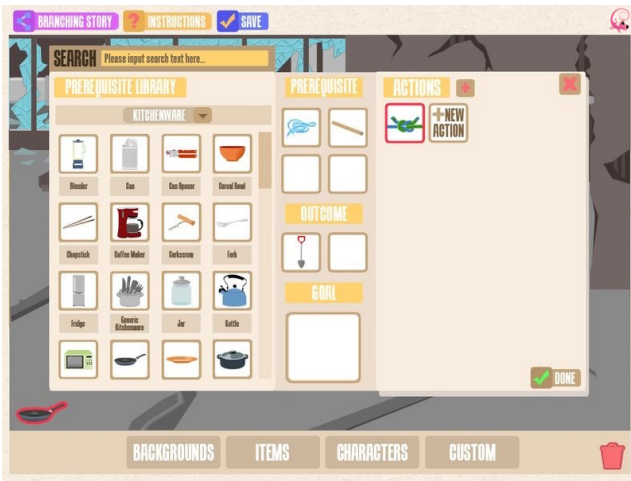 BRANCHING STORY
? INSTRUCTIONS
SAVE
SEARCH Please input search text here...
PREREQUISITE LIBRARY
KITCHENWARE
Blender Can Can Opener Cereal Bowl
Chopstick Coffee Maker Corkscrew Fork
Fridge Generic Kitchenware Jar Kettle
PREREQUISITE
OUTCOME
GOAL
ACTIONS +
+NEW
ACTION
DONE
BACKGROUNDS ITEMS CHARACTERS CUSTOM